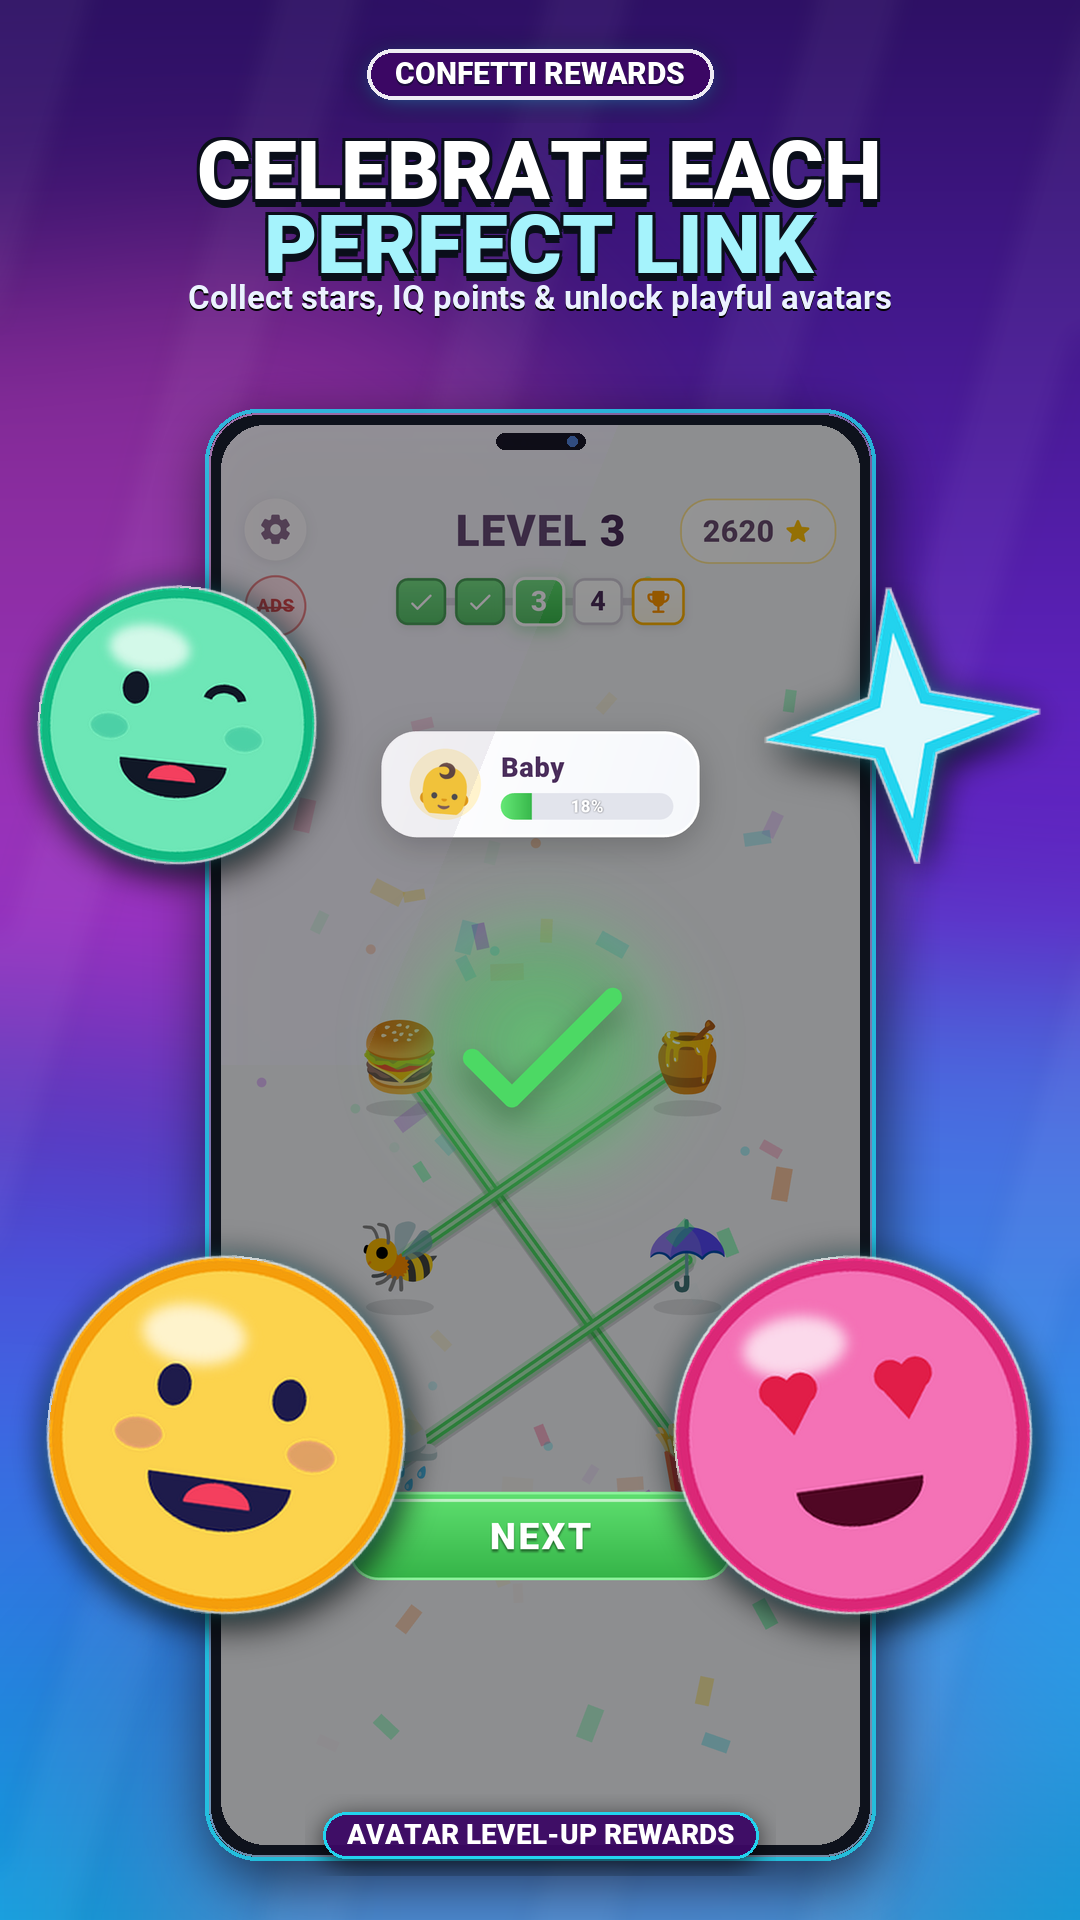 CONFETTI REWARDS
CELEBRATE EACH
PERFECT LINK
Collect stars, IQ points & unlock playful avatars
LEVEL 3
2620
ADS
3
4
Baby
18%
NEXT
AVATAR LEVEL-UP REWARDS